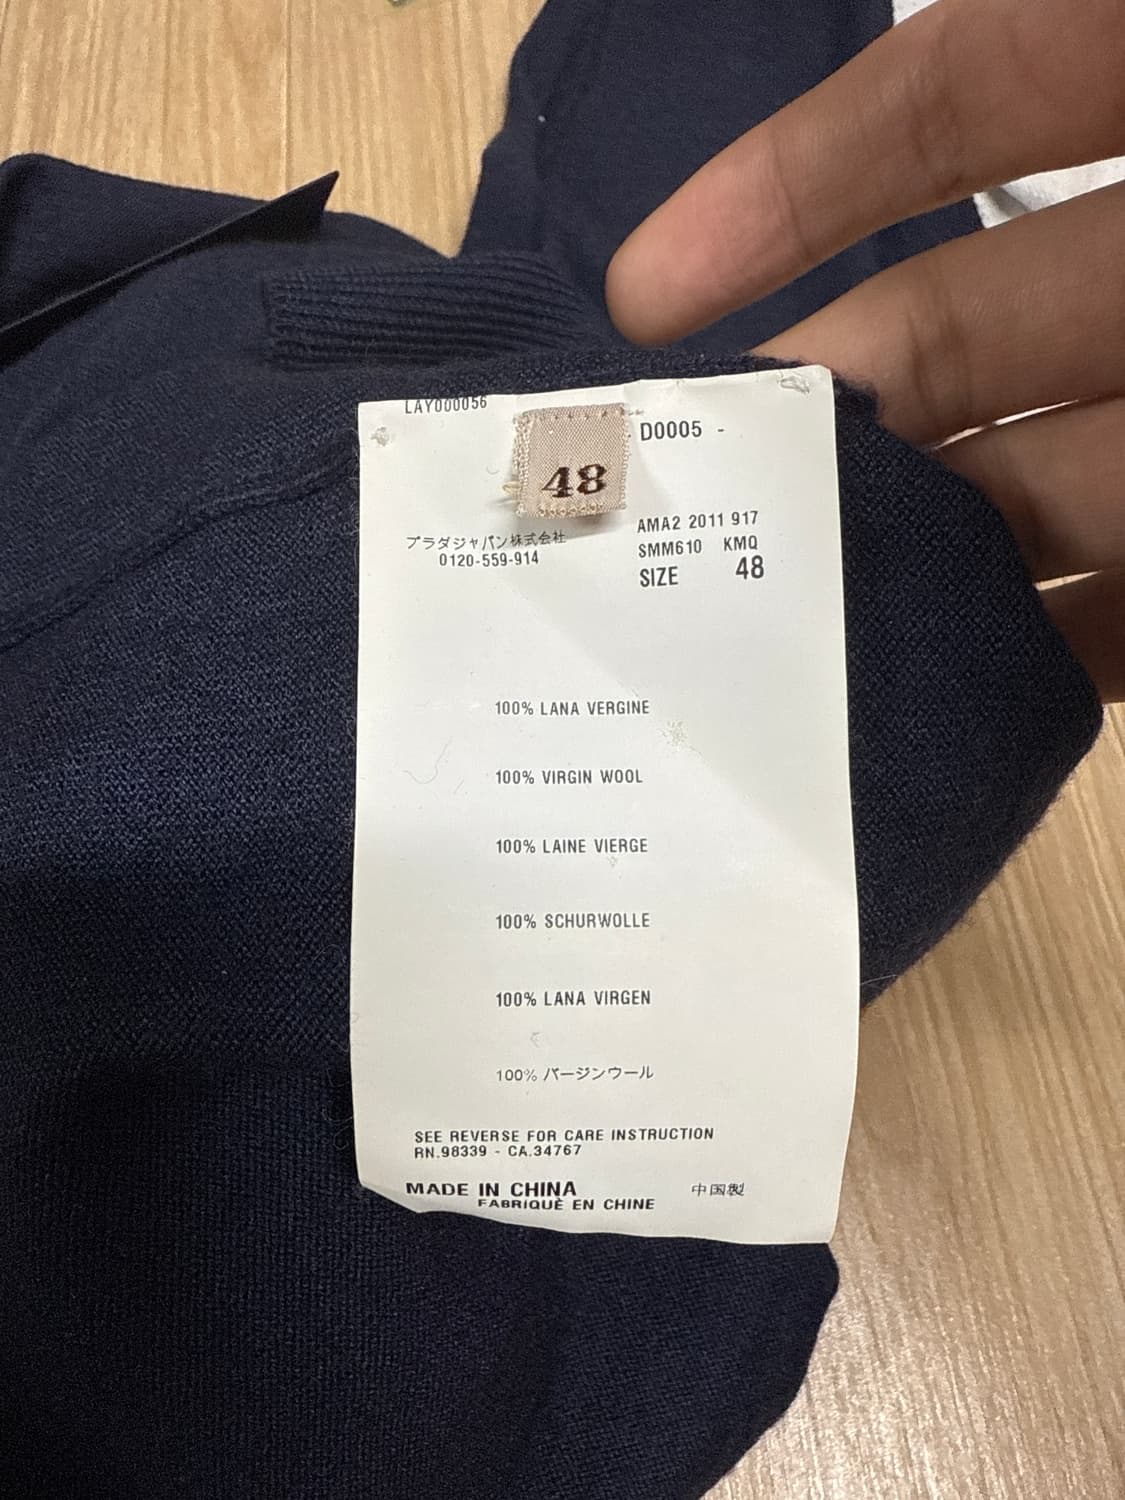 LAY000056
D0005 -
48
AMA2 2011 917
プラダジャパン株式会社
0120-559-914
SMM610 KMQ
SIZE 48
100% LANA VERGINE
100% VIRGIN WOOL
100% LAINE VIERGE
100% SCHURWOLLE
100% LANA VIRGEN
100% バージンウール
SEE REVERSE FOR CARE INSTRUCTION
RN.98339 - CA.34767
MADE IN CHINA 中国製
FABRIQUÈ EN CHINE